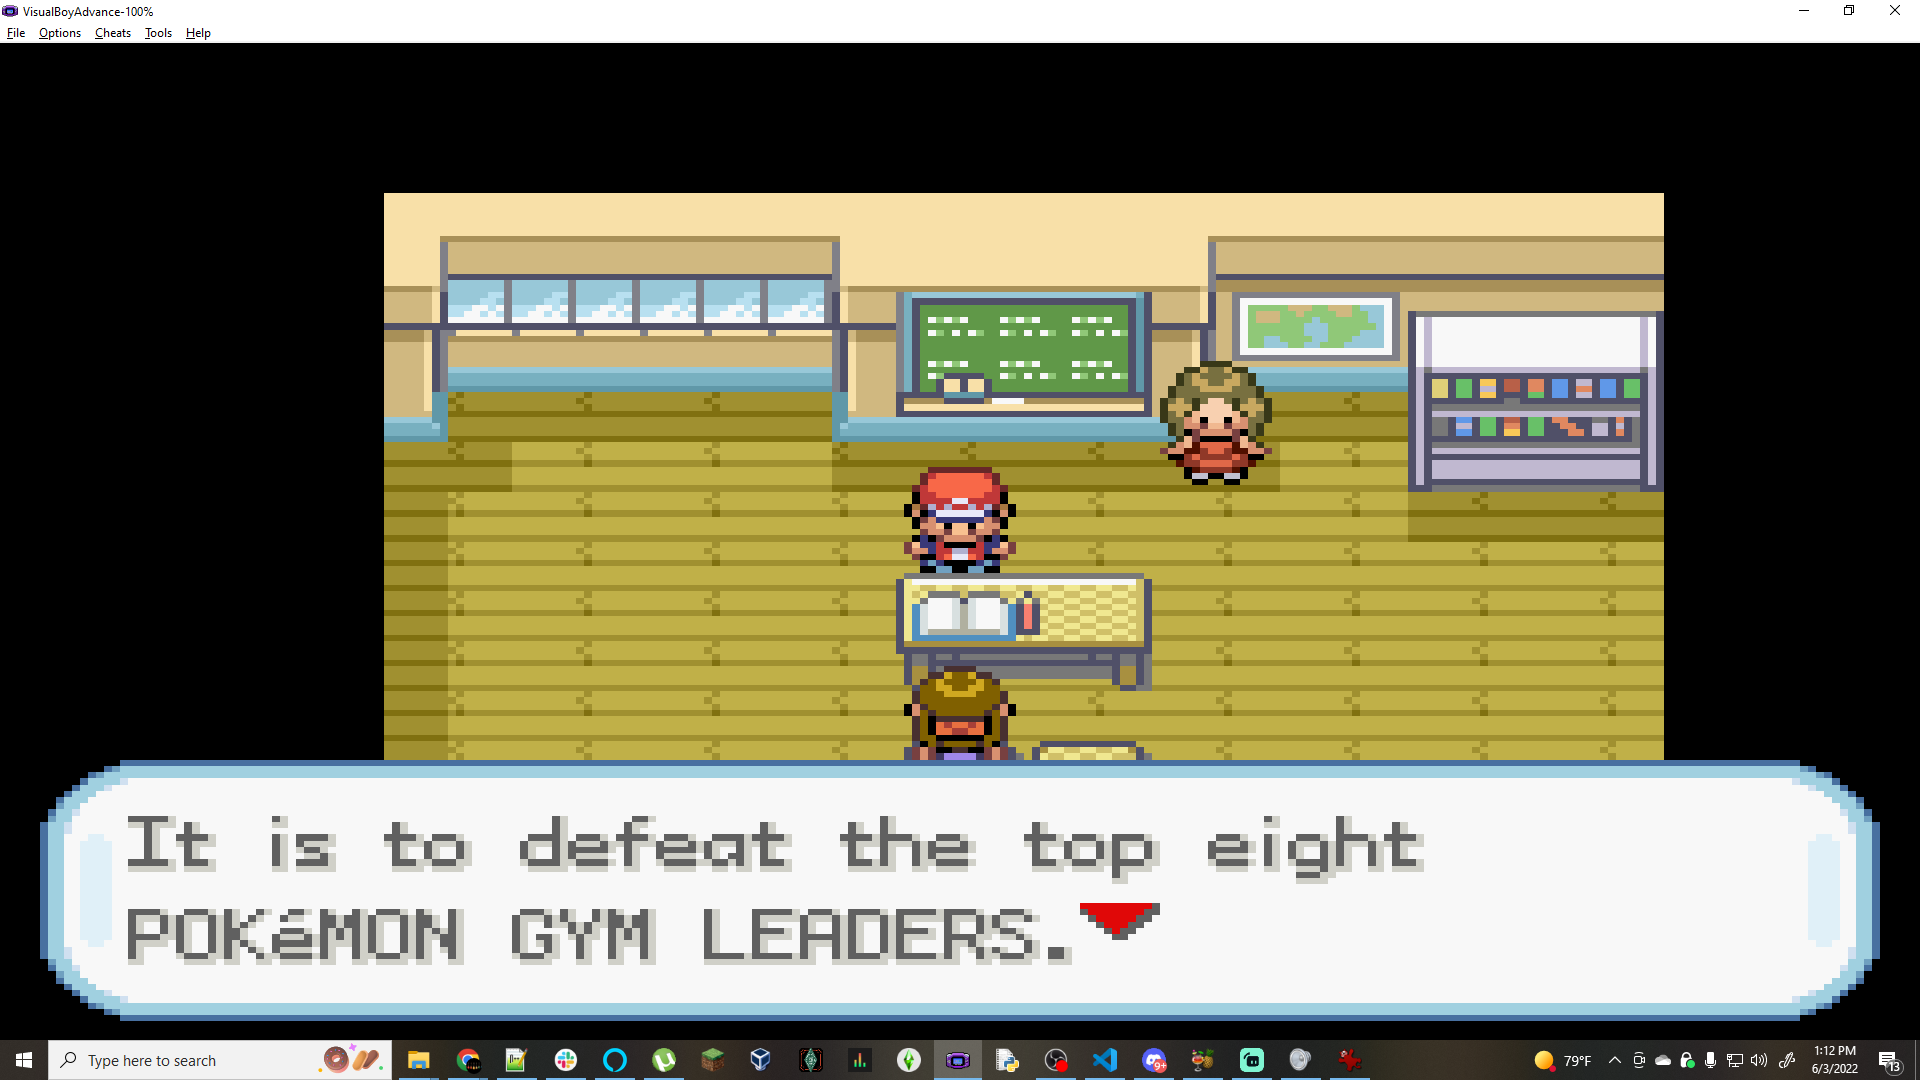 VisualBoyAdvance-100%
File Options Cheats Tools Help
It is to defeat the top eight
POKéMON GYM LEADERS.
Type here to search
9+
79°F
1:12 PM
6/3/2022
13